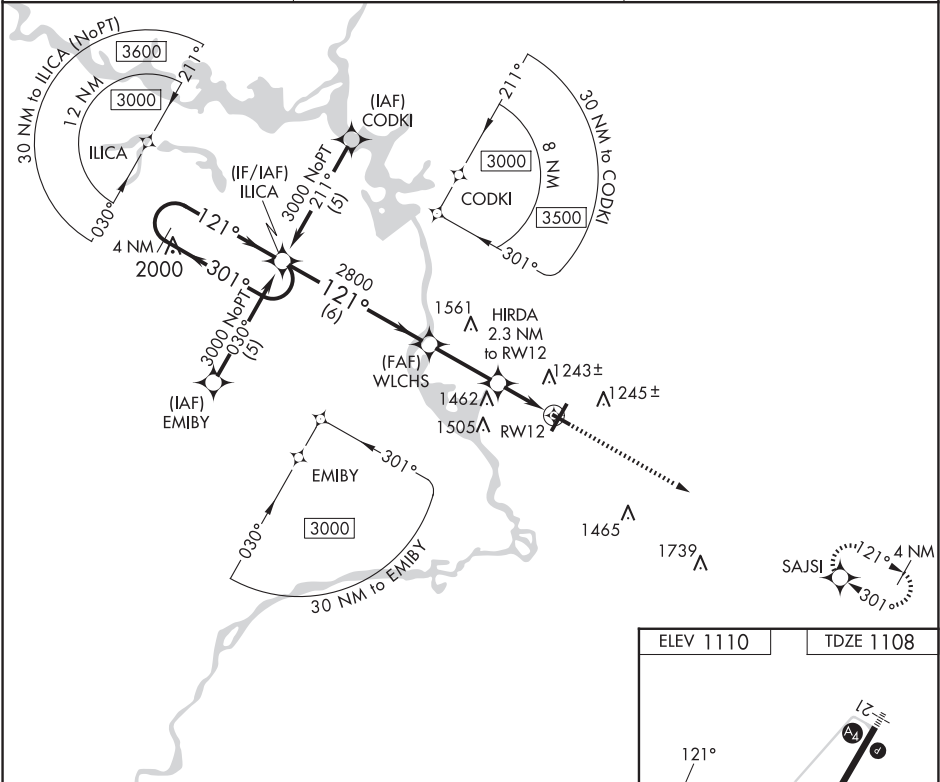 30 NM to ILICA (NoPT)
3600
211°
12 NM
3000
ILICA
030°
(IAF)
CODKI
3000 NoPT
211°
(5)
(IF/IAF)
ILICA
211°
30 NM to CODKI
3000
8 NM
CODKI
3500
301°
121°
4 NM
2000
301°
3000 NoPT
030°
(5)
(IAF)
EMIBY
2800
121°
(6)
1561
HIRDA
2.3 NM
to RW12
(FAF)
WLCHS
1243±
1462
1245±
1505
RW12
301°
EMIBY
030°
3000
30 NM to EMIBY
1465
1739
SAJSI
121°
4 NM
301°
ELEV 1110
TDZE 1108
121°
21
A4
P